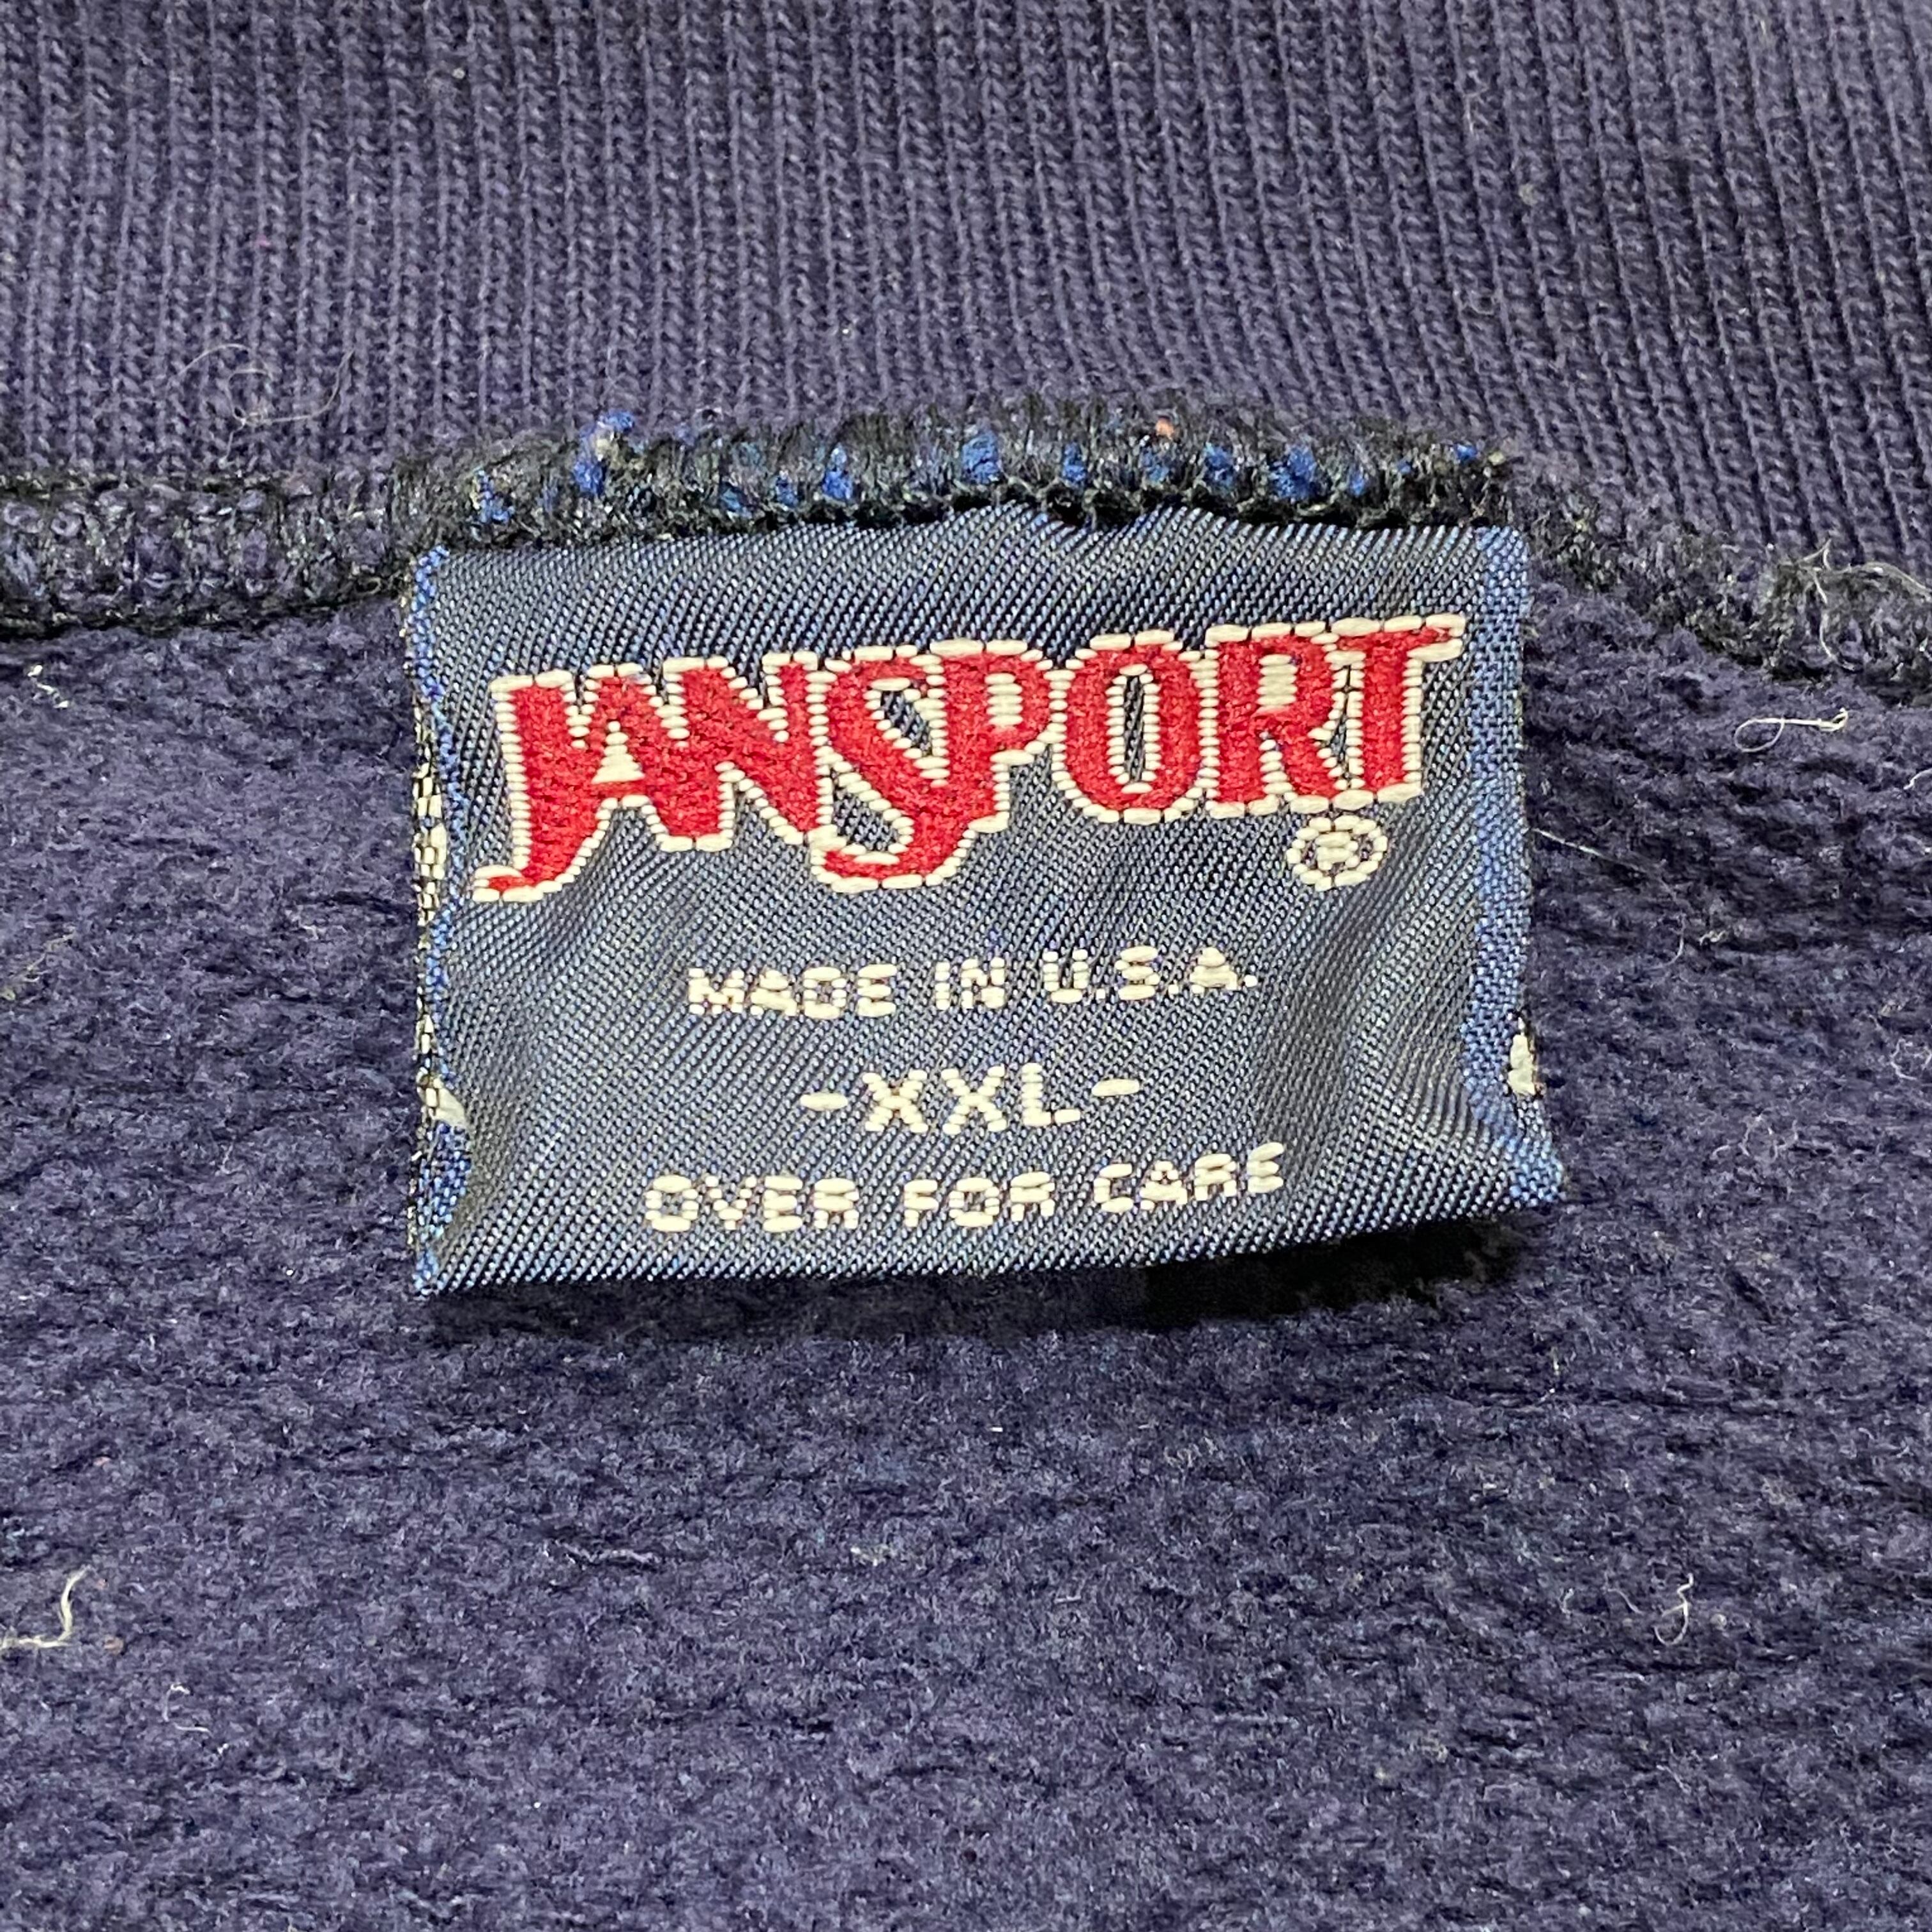 JANSPORT
®
MADE IN U.S.A.
-XXL-
OVER FOR CARE